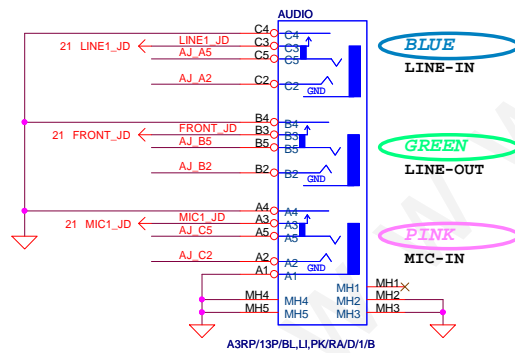 AUDIO
C4 C4
21 LINE1_JD LINE1_JD C3 C3
AJ_A5 C5 C5
BLUE
LINE-IN
AJ_A2 C2 C2
GND
B4 B4
21 FRONT_JD FRONT_JD B3 B3
AJ_B5 B5 B5
GREEN
LINE-OUT
AJ_B2 B2 B2
GND
A4 A4
21 MIC1_JD MIC1_JD A3 A3
AJ_C5 A5 A5
PINK
MIC-IN
AJ_C2 A2 A2
GND
A1 A1
MH1 MH1
MH4 MH4 MH2 MH2
MH5 MH5 MH3 MH3
A3RP/13P/BL,LI,PK/RA/D/1/B